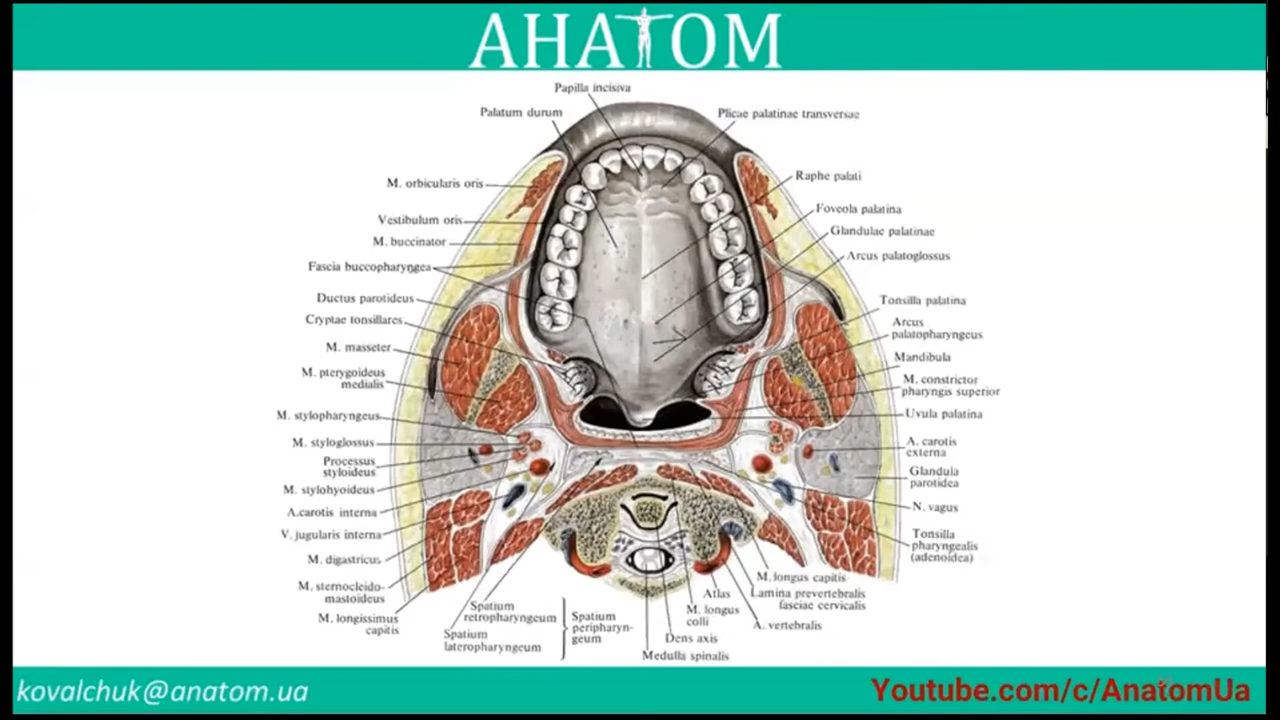 АНАТОМ
Papilla incisiva
Palatum durum
Plicae palatinae transversae
M. orbicularis oris
Raphe palati
Vestibulum oris
Foveola palatina
M. buccinator
Glandulae palatinae
Fascia buccopharyngea
Arcus palatoglossus
Ductus parotideus
Tonsilla palatina
Cryptae tonsillares
Arcus
palatopharyngeus
M. masseter
Mandibula
M. pterygoideus
medialis
M. constrictor
pharyngis superior
M. stylopharyngeus
Uvula palatina
M. styloglossus
A. carotis
externa
Processus
styloideus
Glandula
parotidea
M. stylohyoideus
A.carotis interna
N. vagus
V. jugularis interna
Tonsilla
pharyngealis
(adenoidea)
M. digastricus
M. sternocleido-
mastoideus
M. longissimus
capitis
Spatium
retropharyngeum
Spatium
lateropharyngeum
Spatium
peripharyn-
geum
M. longus capitis
Lamina prevertebralis
fasciae cervicalis
Atlas
M. longus
colli
A. vertebralis
Dens axis
Medulla spinalis
kovalchuk@anatom.ua
Youtube.com/c/AnatomUa